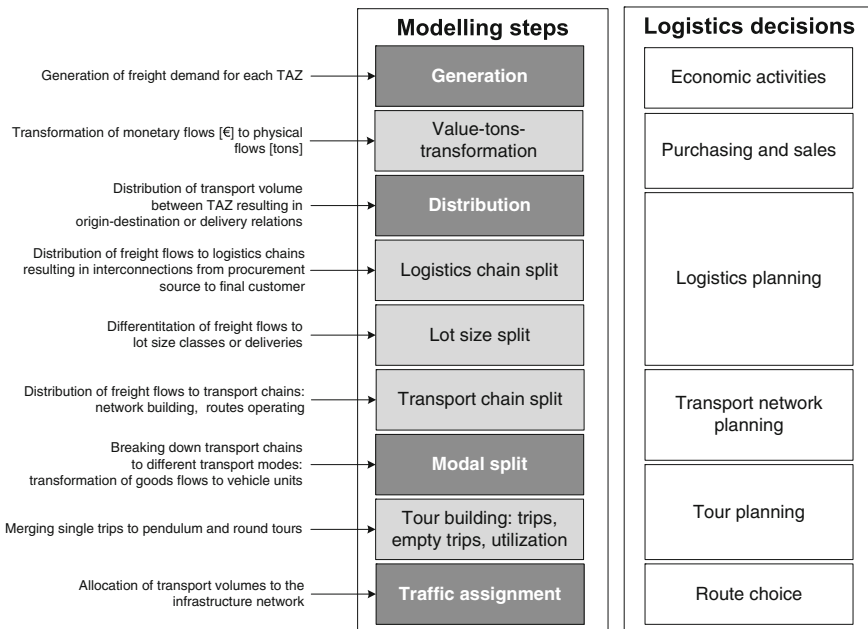 Modelling steps
Logistics decisions
Generation of freight demand for each TAZ
Generation
Economic activities
Transformation of monetary flows [€] to physical
flows [tons]
Value-tons-
transformation
Purchasing and sales
Distribution of transport volume
between TAZ resulting in
origin-destination or delivery relations
Distribution
Distribution of freight flows to logistics chains
resulting in interconnections from procurement
source to final customer
Logistics chain split
Logistics planning
Differentitation of freight flows to
lot size classes or deliveries
Lot size split
Distribution of freight flows to transport chains:
network building, routes operating
Transport chain split
Transport network
planning
Breaking down transport chains
to different transport modes:
transformation of goods flows to vehicle units
Modal split
Merging single trips to pendulum and round tours
Tour building: trips,
empty trips, utilization
Tour planning
Allocation of transport volumes to the
infrastructure network
Traffic assignment
Route choice